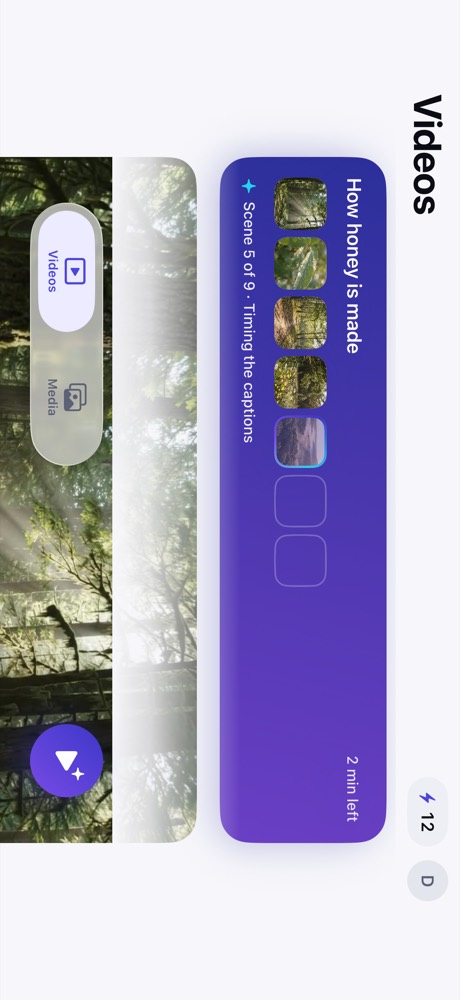 Videos
12
D
How honey is made
2 min left
Scene 5 of 9 · Timing the captions
Videos
Media